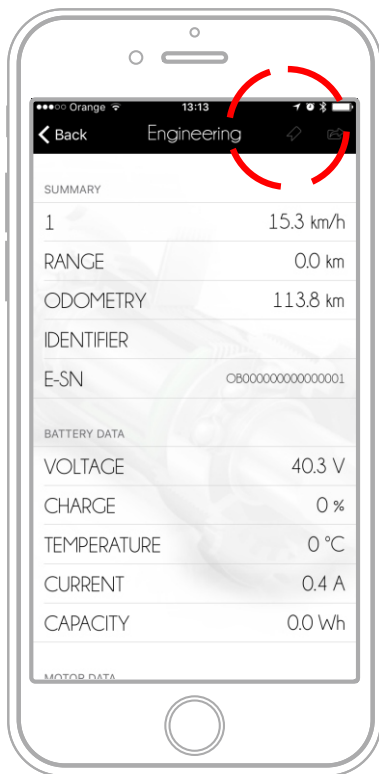 Orange 13:13
Back Engineering
SUMMARY
1 15.3 km/h
RANGE 0.0 km
ODOMETRY 113.8 km
IDENTIFIER
E-SN OB000000000000001
BATTERY DATA
VOLTAGE 40.3 V
CHARGE 0 %
TEMPERATURE 0 °C
CURRENT 0.4 A
CAPACITY 0.0 Wh
MOTOR DATA